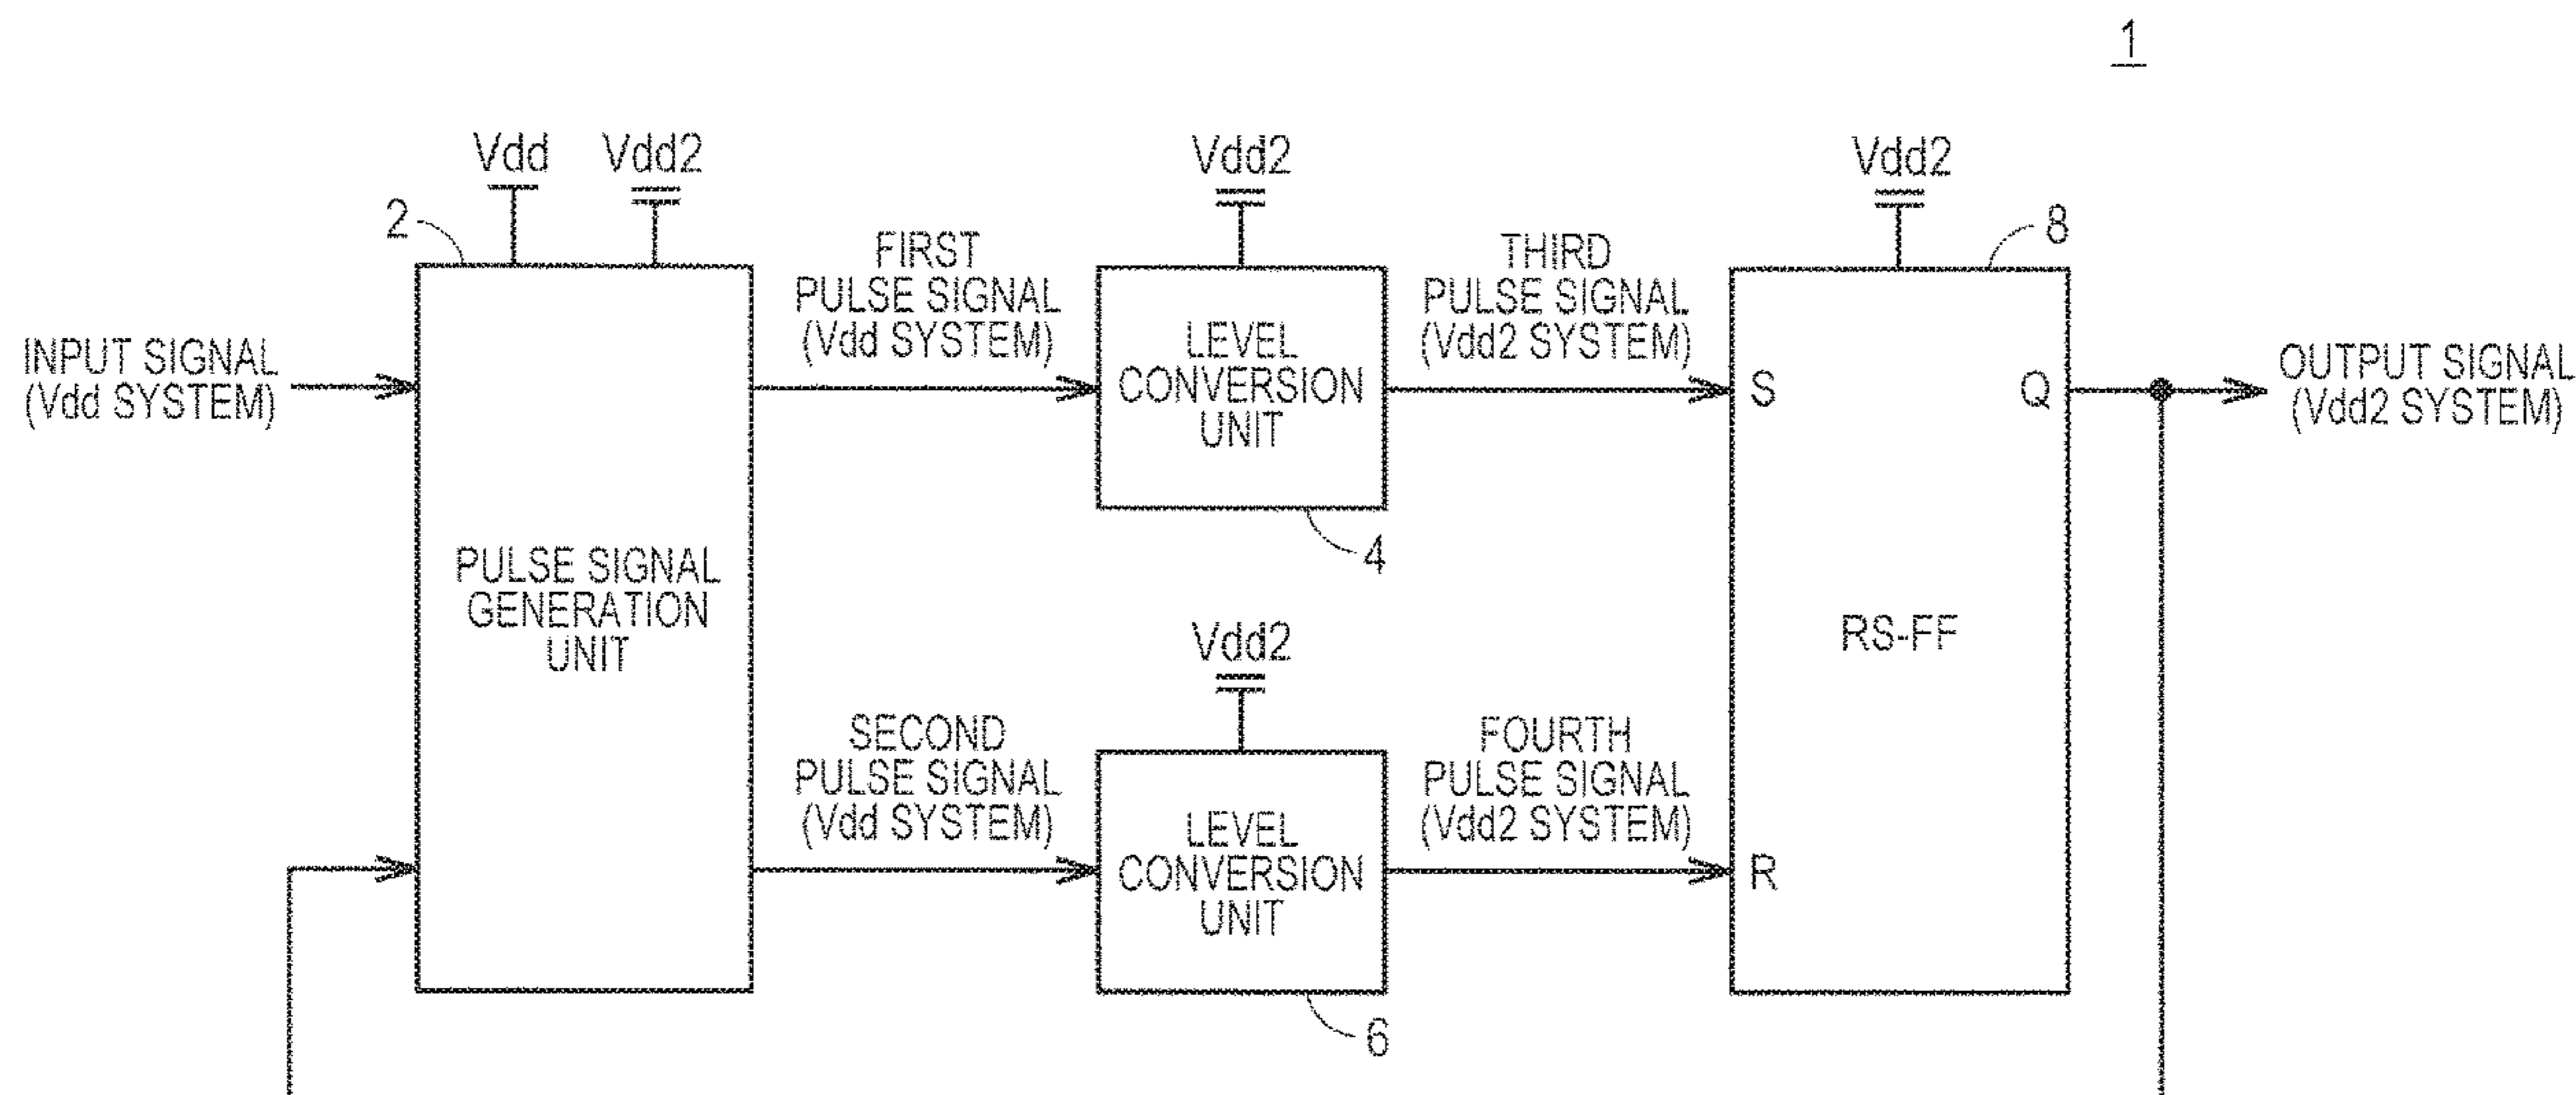 1
Vdd
Vdd2
Vdd2
Vdd2
2
8
FIRST
PULSE SIGNAL
(Vdd SYSTEM)
THIRD
PULSE SIGNAL
(Vdd2 SYSTEM)
INPUT SIGNAL
(Vdd SYSTEM)
LEVEL
CONVERSION
UNIT
S
Q
OUTPUT SIGNAL
(Vdd2 SYSTEM)
4
PULSE SIGNAL
GENERATION
UNIT
RS-FF
Vdd2
SECOND
PULSE SIGNAL
(Vdd SYSTEM)
FOURTH
PULSE SIGNAL
(Vdd2 SYSTEM)
LEVEL
CONVERSION
UNIT
R
6